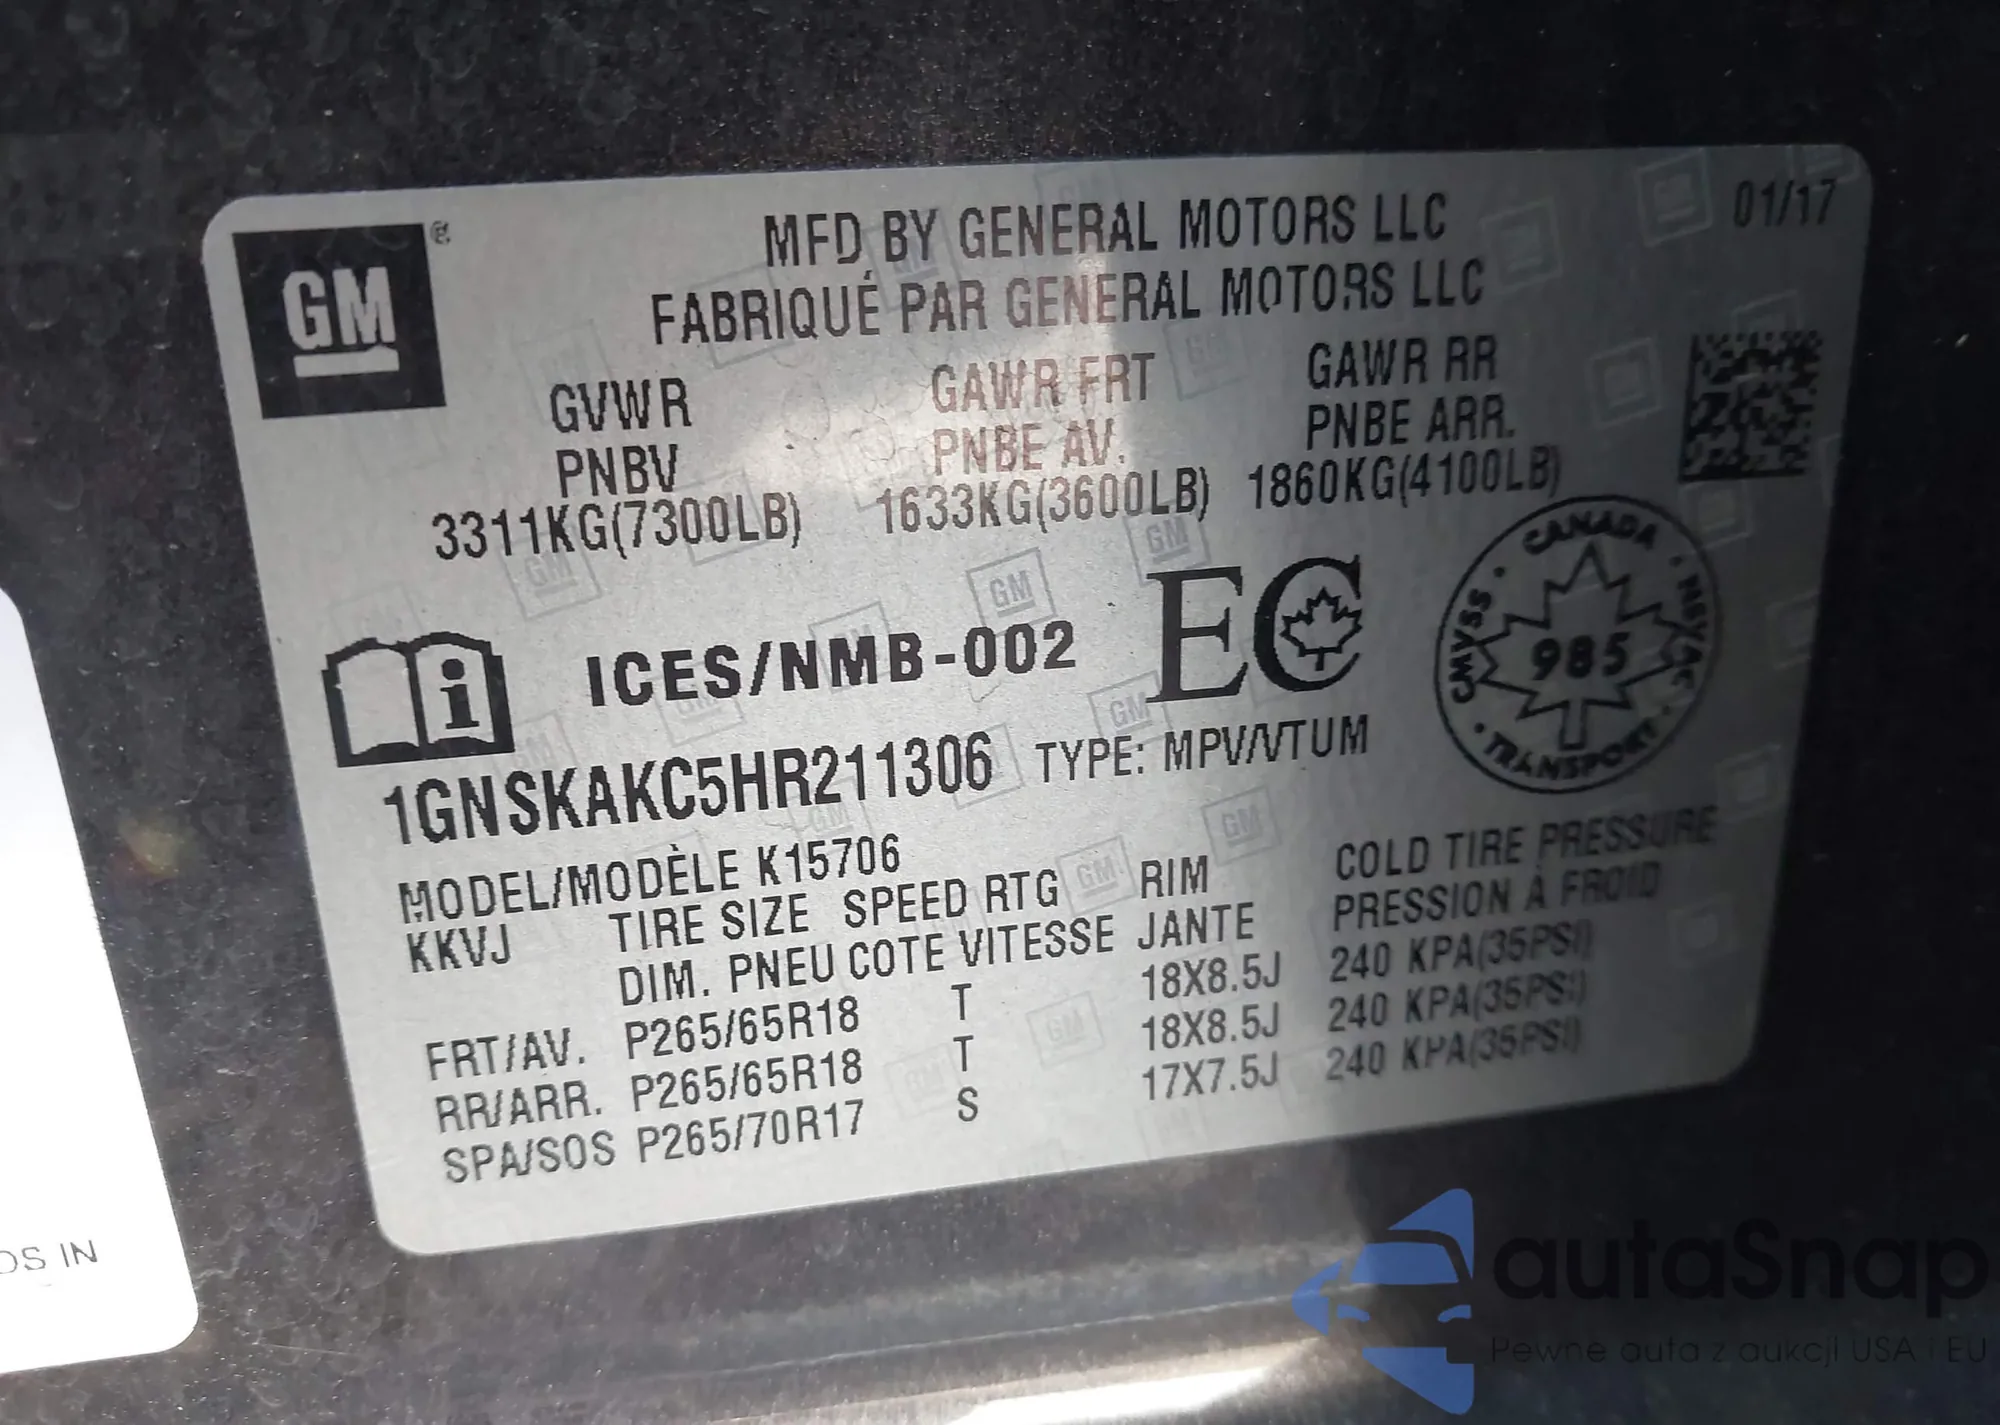 GM
MFD BY GENERAL MOTORS LLC
01/17
FABRIQUÉ PAR GENERAL MOTORS LLC
GVWR GAWR FRT GAWR RR
PNBV PNBE AV. PNBE ARR.
3311KG(7300LB) 1633KG(3600LB) 1860KG(4100LB)
ICES/NMB-002 EC
CANADA · NSVAC · TRANSPORT · CMVSS ·
985
1GNSKAKC5HR211306 TYPE: MPV/VTUM
MODEL/MODÈLE K15706
KKVJ TIRE SIZE SPEED RTG RIM COLD TIRE PRESSURE
DIM. PNEU COTE VITESSE JANTE PRESSION À FROID
FRT/AV. P265/65R18 T 18X8.5J 240 KPA(35PSI)
RR/ARR. P265/65R18 T 18X8.5J 240 KPA(35PSI)
SPA/SOS P265/70R17 S 17X7.5J 240 KPA(35PSI)
IN
autaSnap
Pewne auta z aukcji USA i EU